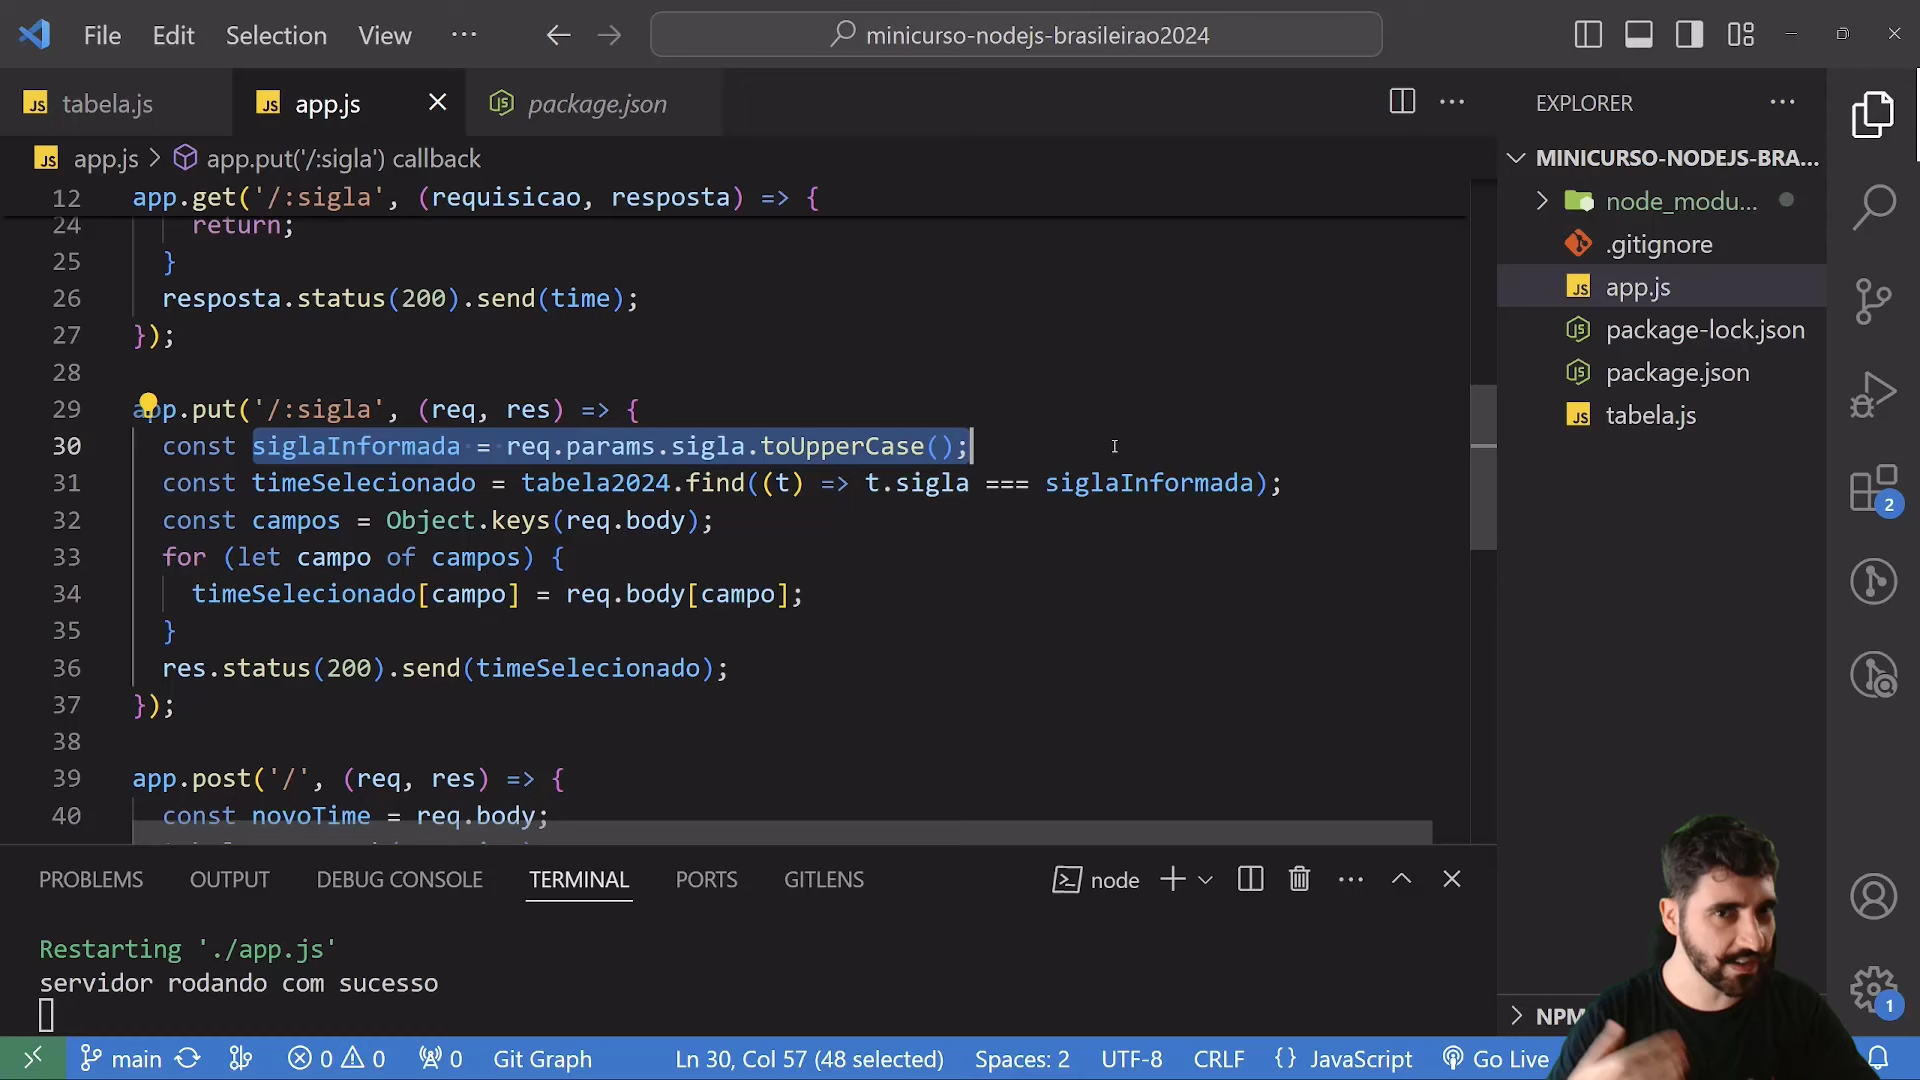 File Edit Selection View ··· minicurso-nodejs-brasileirao2024
JS tabela.js JS app.js package.json
EXPLORER
JS app.js > app.put('/:sigla') callback
MINICURSO-NODEJS-BRA...
node_modu...
.gitignore
JS app.js
package-lock.json
package.json
JS tabela.js
12 app.get('/:sigla', (requisicao, resposta) => {
24 return;
25 }
26 resposta.status(200).send(time);
27 });
28
29 app.put('/:sigla', (req, res) => {
30 const siglaInformada = req.params.sigla.toUpperCase();
31 const timeSelecionado = tabela2024.find((t) => t.sigla === siglaInformada);
32 const campos = Object.keys(req.body);
33 for (let campo of campos) {
34 timeSelecionado[campo] = req.body[campo];
35 }
36 res.status(200).send(timeSelecionado);
37 });
38
39 app.post('/', (req, res) => {
40 const novoTime = req.body;
2
PROBLEMS OUTPUT DEBUG CONSOLE TERMINAL PORTS GITLENS node
Restarting './app.js'
servidor rodando com sucesso
NPM
1
main 0 0 0 Git Graph Ln 30, Col 57 (48 selected) Spaces: 2 UTF-8 CRLF {} JavaScript Go Live